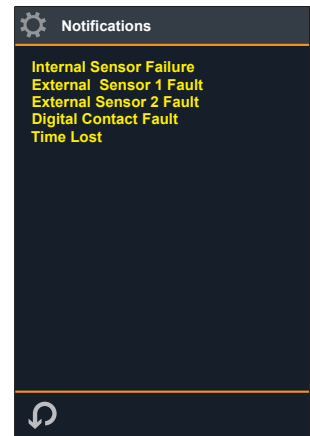 Notifications
Internal Sensor Failure
External Sensor 1 Fault
External Sensor 2 Fault
Digital Contact Fault
Time Lost